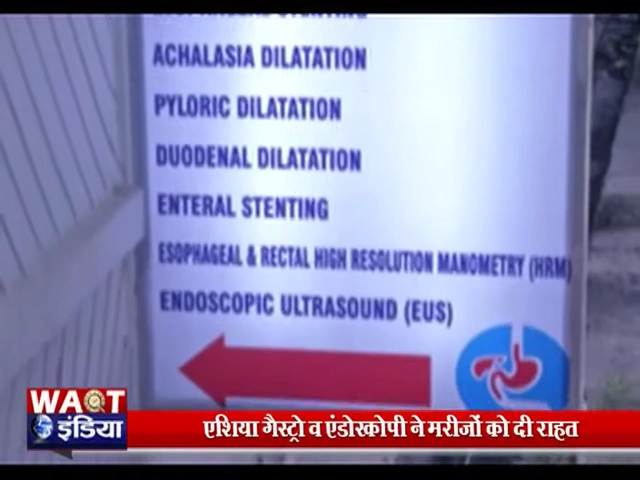 ACHALASIA DILATATION
PYLORIC DILATATION
DUODENAL DILATATION
ENTERAL STENTING
ESOPHAGEAL & RECTAL HIGH RESOLUTION MANOMETRY (HRM)
ENDOSCOPIC ULTRASOUND (EUS)
WAQT
इंडिया
एशिया गैस्ट्रो व एंडोस्कोपी ने मरीजों को दी राहत